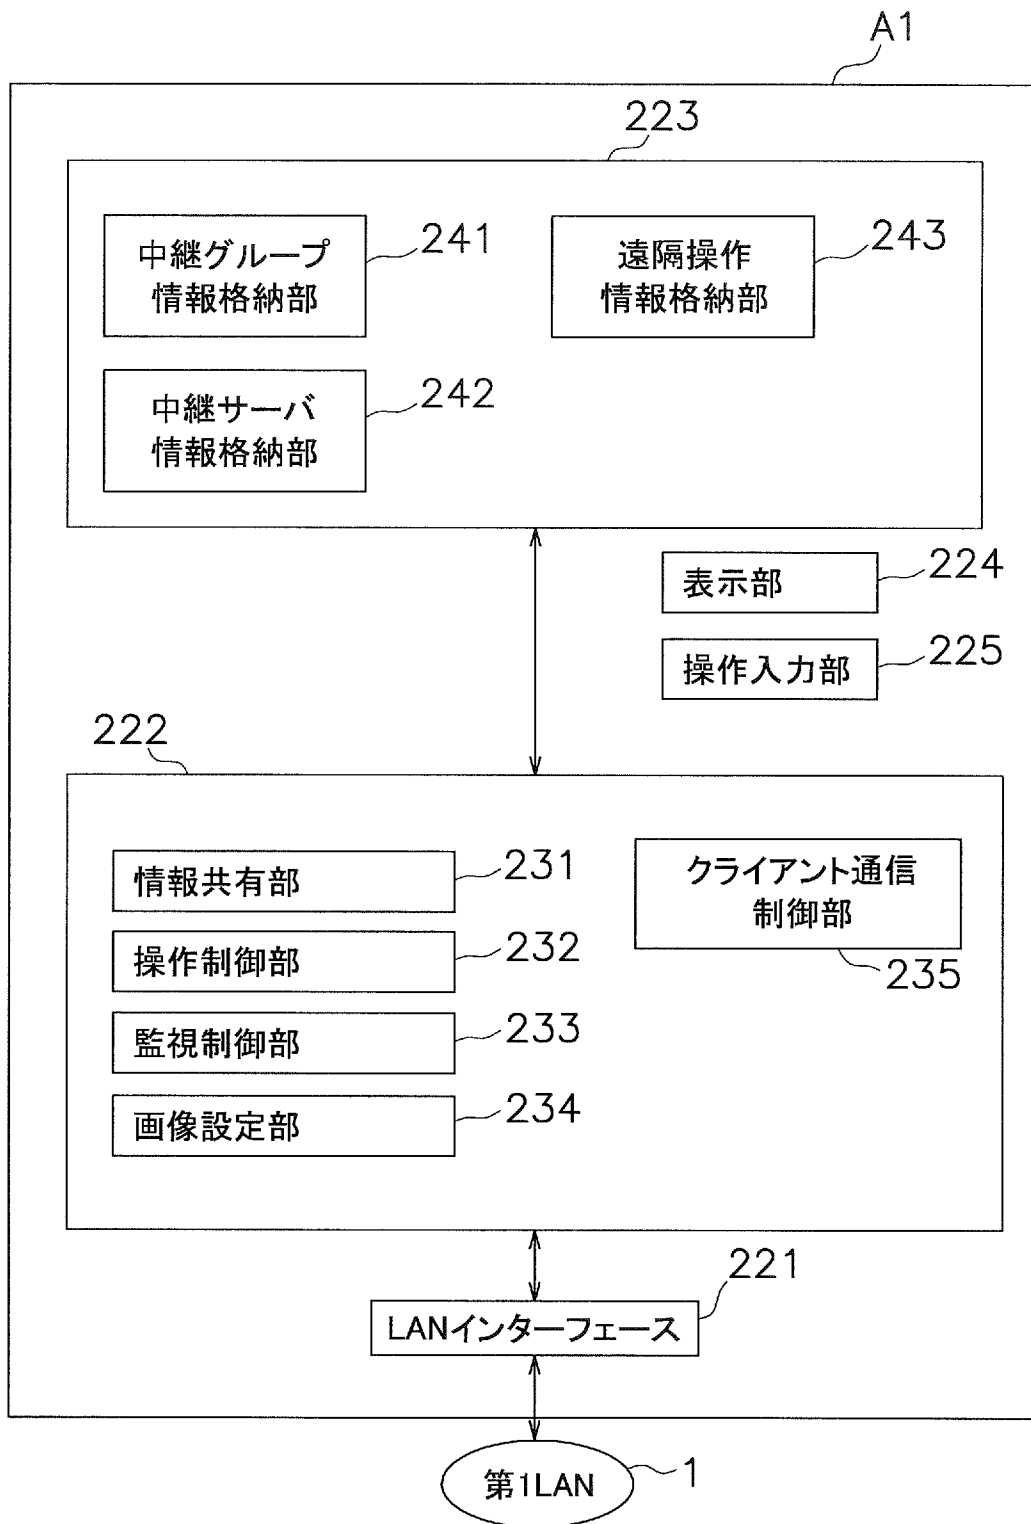 A1
223
中継グループ
情報格納部
241
遠隔操作
情報格納部
243
中継サーバ
情報格納部
242
表示部
224
操作入力部
225
222
情報共有部
231
クライアント通信
制御部
235
操作制御部
232
監視制御部
233
画像設定部
234
221
LANインターフェース
第1LAN
1